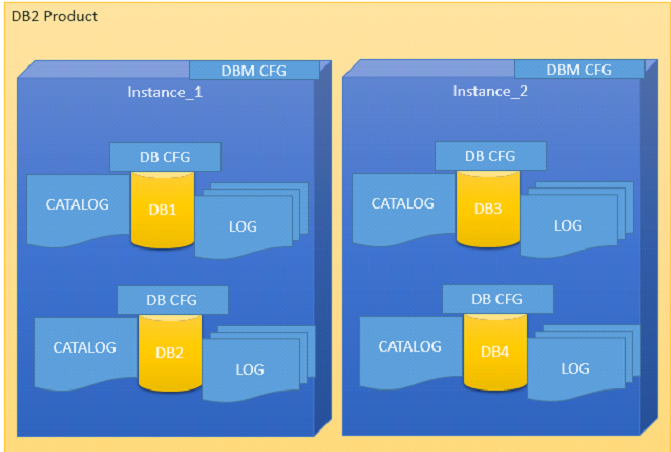 DB2 Product
DBM CFG
Instance_1
DB CFG
CATALOG
DB1
LOG
DB CFG
CATALOG
DB2
LOG
DBM CFG
Instance_2
DB CFG
CATALOG
DB3
LOG
DB CFG
CATALOG
DB4
LOG